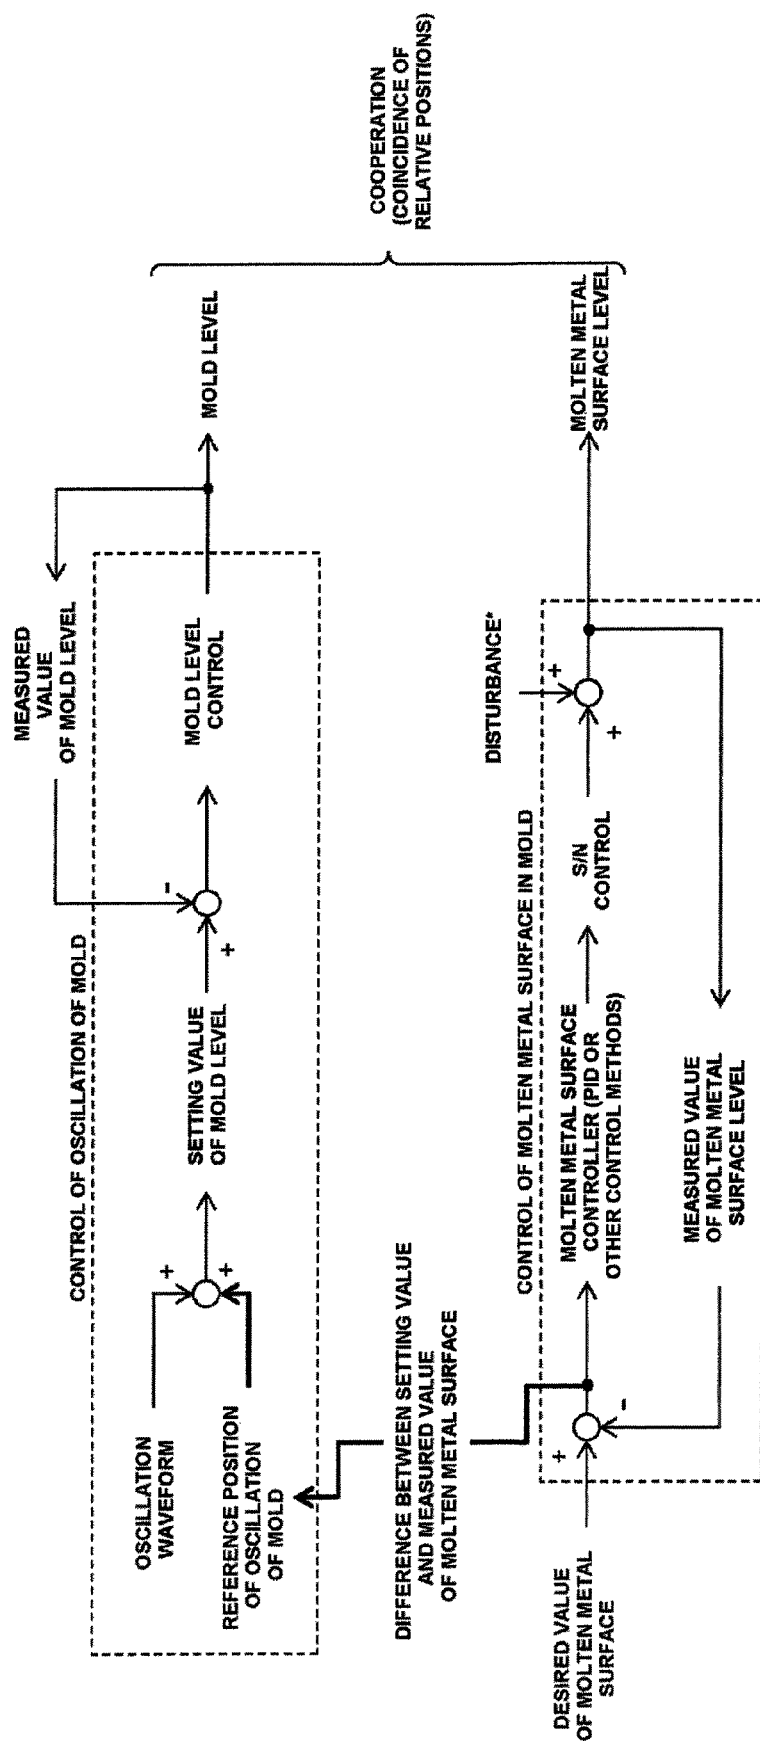 CONTROL OF OSCILLATION OF MOLD
OSCILLATION
WAVEFORM
REFERENCE POSITION
OF OSCILLATION
OF MOLD
+
+
SETTING VALUE
OF MOLD LEVEL
+
-
MEASURED
VALUE
OF MOLD LEVEL
MOLD LEVEL
CONTROL
MOLD LEVEL
COOPERATION
(COINCIDENCE OF
RELATIVE POSITIONS)
DIFFERENCE BETWEEN SETTING VALUE
AND MEASURED VALUE
OF MOLTEN METAL SURFACE
CONTROL OF MOLTEN METAL SURFACE IN MOLD
DESIRED VALUE
OF MOLTEN METAL
SURFACE
+
-
MOLTEN METAL SURFACE
CONTROLLER (PID OR
OTHER CONTROL METHODS)
S/N
CONTROL
DISTURBANCE*
+
+
MOLTEN METAL
SURFACE LEVEL
MEASURED VALUE
OF MOLTEN METAL
SURFACE LEVEL